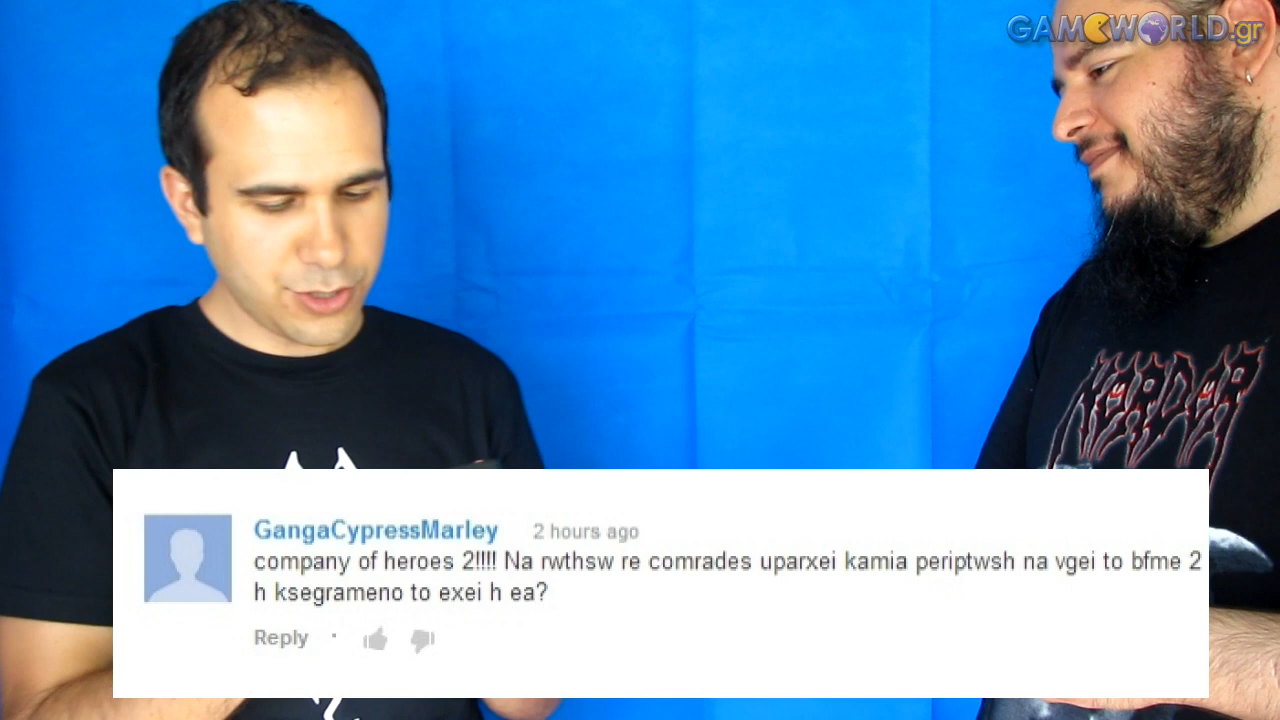 GAMEWORLD.gr
GangaCypressMarley 2 hours ago
company of heroes 2!!!! Na rwthsw re comrades uparxei kamia periptwsh na vgei to bfme 2
h ksegrameno to exei h ea?
Reply ·